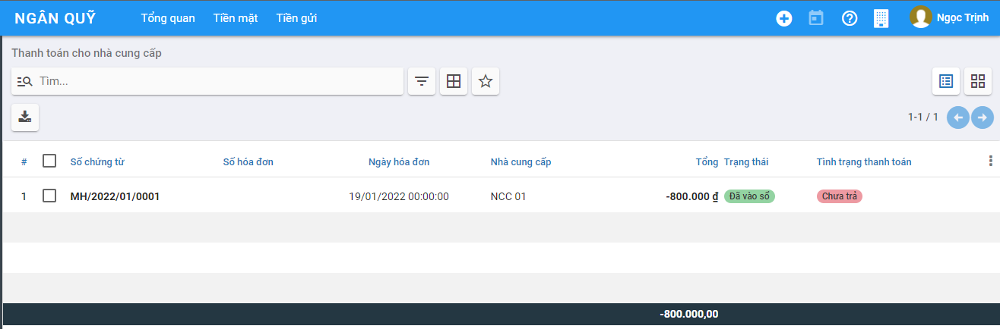 NGÂN QUỸ Tổng quan Tiền mặt Tiền gửi Ngọc Trịnh
Thanh toán cho nhà cung cấp
Tìm...
1-1 / 1
# Số chứng từ Số hóa đơn Ngày hóa đơn Nhà cung cấp Tổng Trạng thái Tình trạng thanh toán
1 MH/2022/01/0001 19/01/2022 00:00:00 NCC 01 -800.000 ₫ Đã vào sổ Chưa trả
-800.000,00